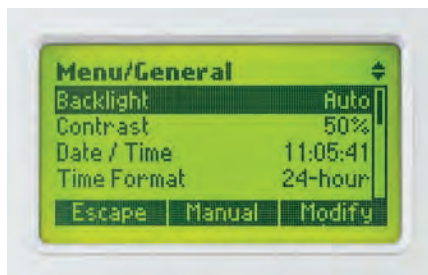 Menu/General
Backlight Auto
Contrast 50%
Date / Time 11:05:41
Time Format 24-hour
Escape Manual Modify